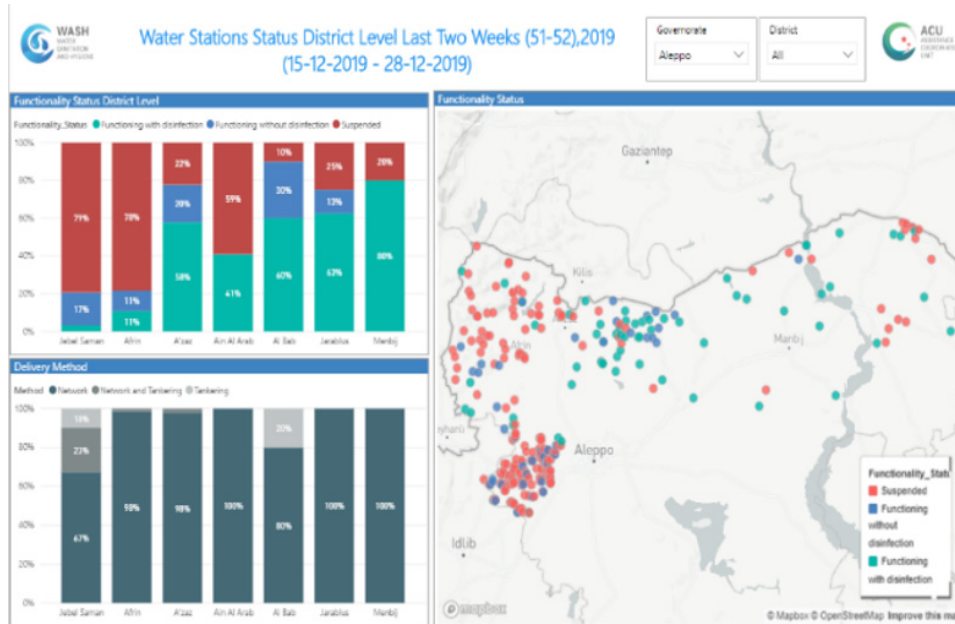 WASH
WATER
SANITATION
AND HYGIENE
Water Stations Status District Level Last Two Weeks (51-52),2019
(15-12-2019 - 28-12-2019)
Governorate
Aleppo
District
All
ACU
ASSISTANCE
COORDINATION
UNIT
Functionality Status District Level
Functionality_Status Functioning with disinfection Functioning without disinfection Suspended
100%
80%
60%
40%
20%
0%
79%
17%
78%
11%
11%
22%
20%
58%
59%
41%
10%
30%
60%
25%
13%
63%
20%
80%
Jebel Saman Afrin A'zaz Ain Al Arab Al Bab Jarablus Menbij
Delivery Method
Method Network Network and Tankering Tankering
100%
80%
60%
40%
20%
0%
10%
23%
67%
98%
98%
100%
20%
80%
100%
100%
Jebel Saman Afrin A'zaz Ain Al Arab Al Bab Jarablus Menbij
Functionality Status
Gaziantep
Kilis
Afrin
Manbij
Aleppo
Idlib
Functionality_Statu
Suspended
Functioning
without
disinfection
Functioning
with disinfection
mapbox
© Mapbox © OpenStreetMap Improve this ma